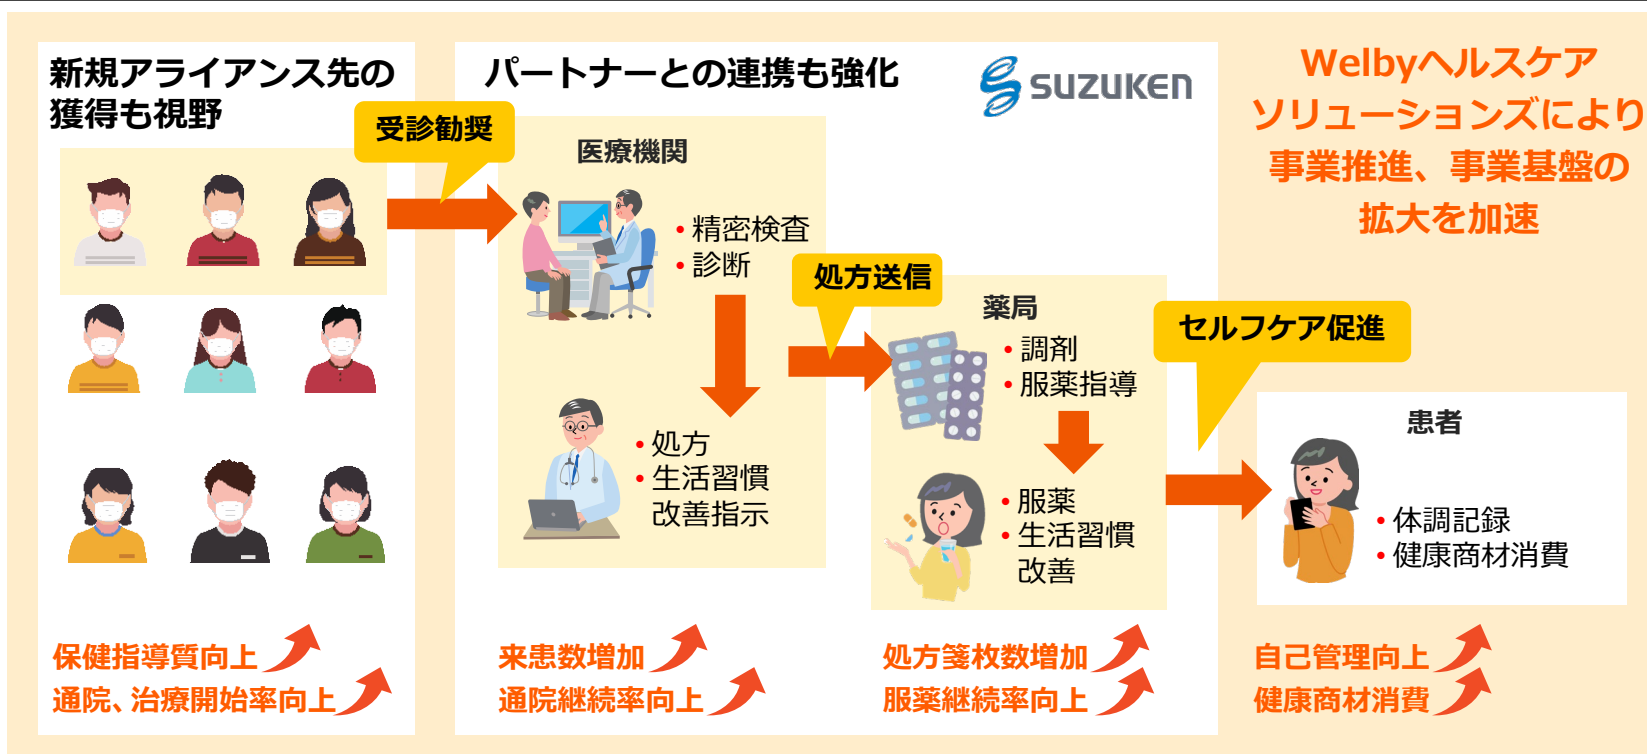 新規アライアンス先の
獲得も視野
受診勧奨
パートナーとの連携も強化
SUZUKEN
医療機関
・精密検査
・診断
・処方
・生活習慣
改善指示
処方送信
薬局
・調剤
・服薬指導
・服薬
・生活習慣
改善
セルフケア促進
Welbyヘルスケア
ソリューションズにより
事業推進、事業基盤の
拡大を加速
患者
・体調記録
・健康商材消費
保健指導質向上
通院、治療開始率向上
来患数増加
通院継続率向上
処方箋枚数増加
服薬継続率向上
自己管理向上
健康商材消費